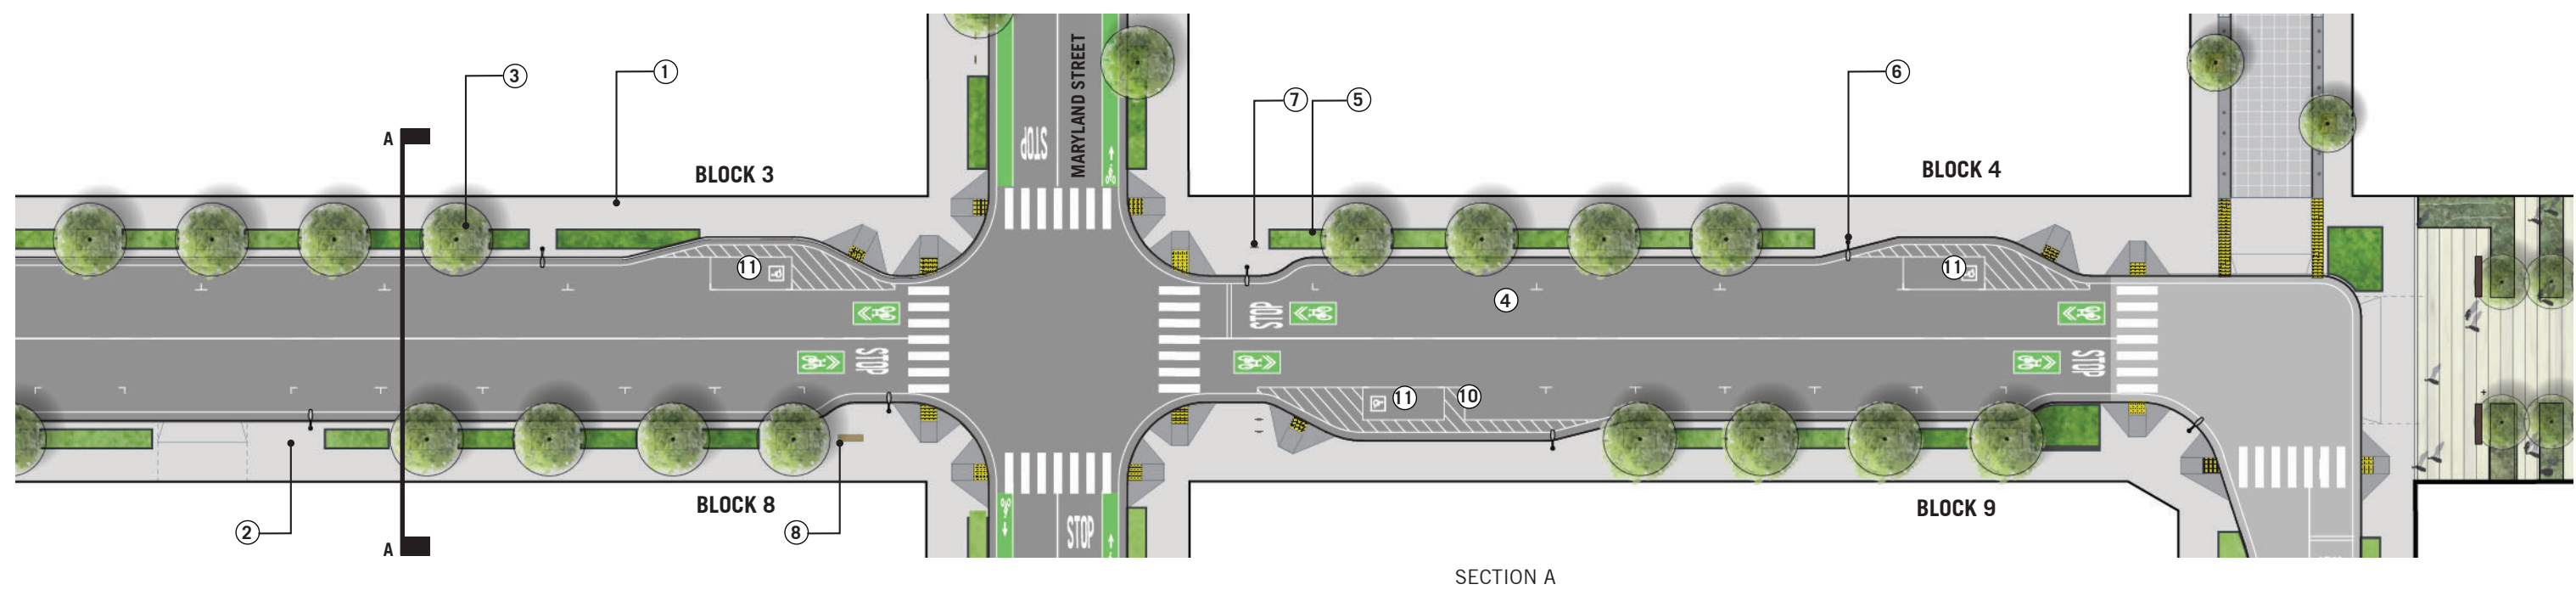 3
1
6
7
5
A
MARYLAND STREET
STOP
BLOCK 3
BLOCK 4
11
11
4
STOP
STOP
STOP
11
10
BLOCK 8
BLOCK 9
2
8
STOP
A
SECTION A